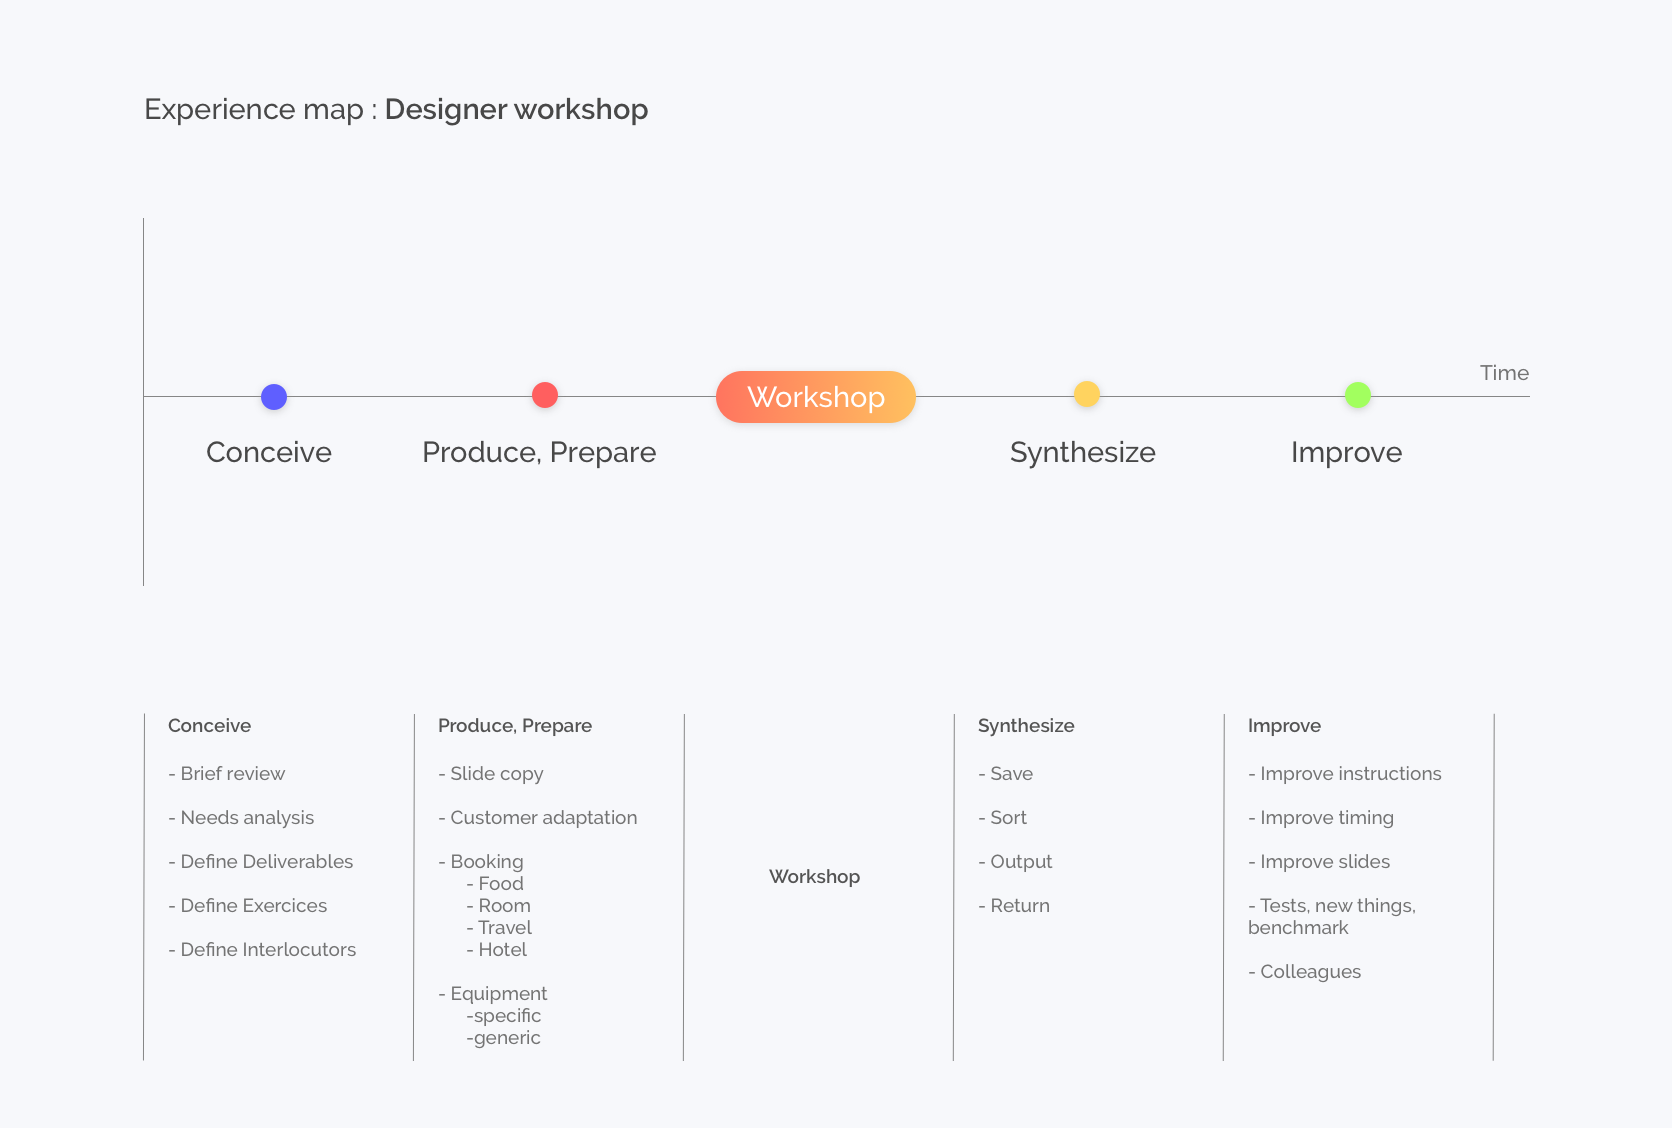 Experience map : Designer workshop
Time
Workshop
Conceive
Produce, Prepare
Synthesize
Improve
Conceive
- Brief review
- Needs analysis
- Define Deliverables
- Define Exercices
- Define Interlocutors
Produce, Prepare
- Slide copy
- Customer adaptation
- Booking
- Food
- Room
- Travel
- Hotel
- Equipment
-specific
-generic
Workshop
Synthesize
- Save
- Sort
- Output
- Return
Improve
- Improve instructions
- Improve timing
- Improve slides
- Tests, new things,
benchmark
- Colleagues